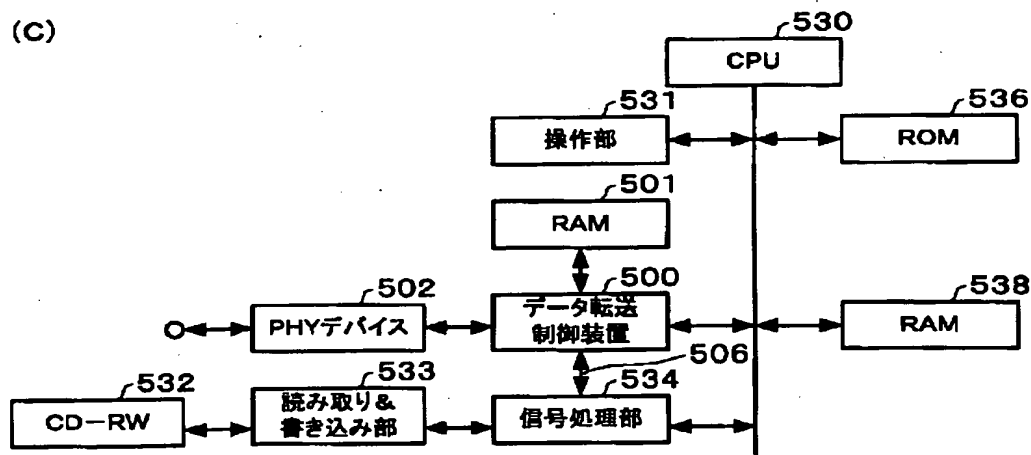 (C)
530
CPU
531
操作部
536
ROM
501
RAM
502
PHYデバイス
500
データ転送
制御装置
538
RAM
506
532
CD-RW
533
読み取り&
書き込み部
534
信号処理部